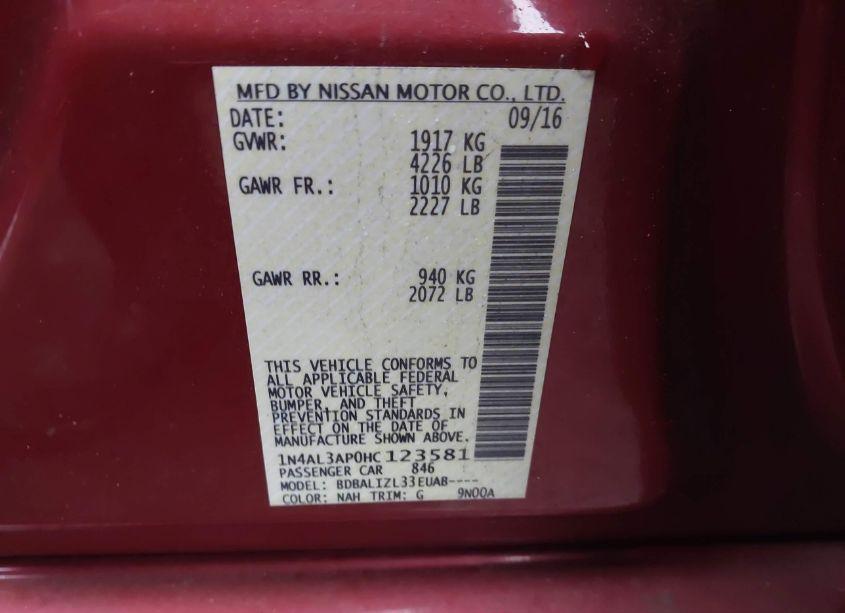 MFD BY NISSAN MOTOR CO., LTD.
DATE: 09/16
GVWR: 1917 KG
4226 LB
GAWR FR.: 1010 KG
2227 LB
GAWR RR.: 940 KG
2072 LB
THIS VEHICLE CONFORMS TO
ALL APPLICABLE FEDERAL
MOTOR VEHICLE SAFETY,
BUMPER, AND THEFT
PREVENTION STANDARDS IN
EFFECT ON THE DATE OF
MANUFACTURE SHOWN ABOVE.
1N4AL3AP0HC123581
PASSENGER CAR 846
MODEL: BDBALIZL33EUAB----
COLOR: NAH TRIM: G 9N00A